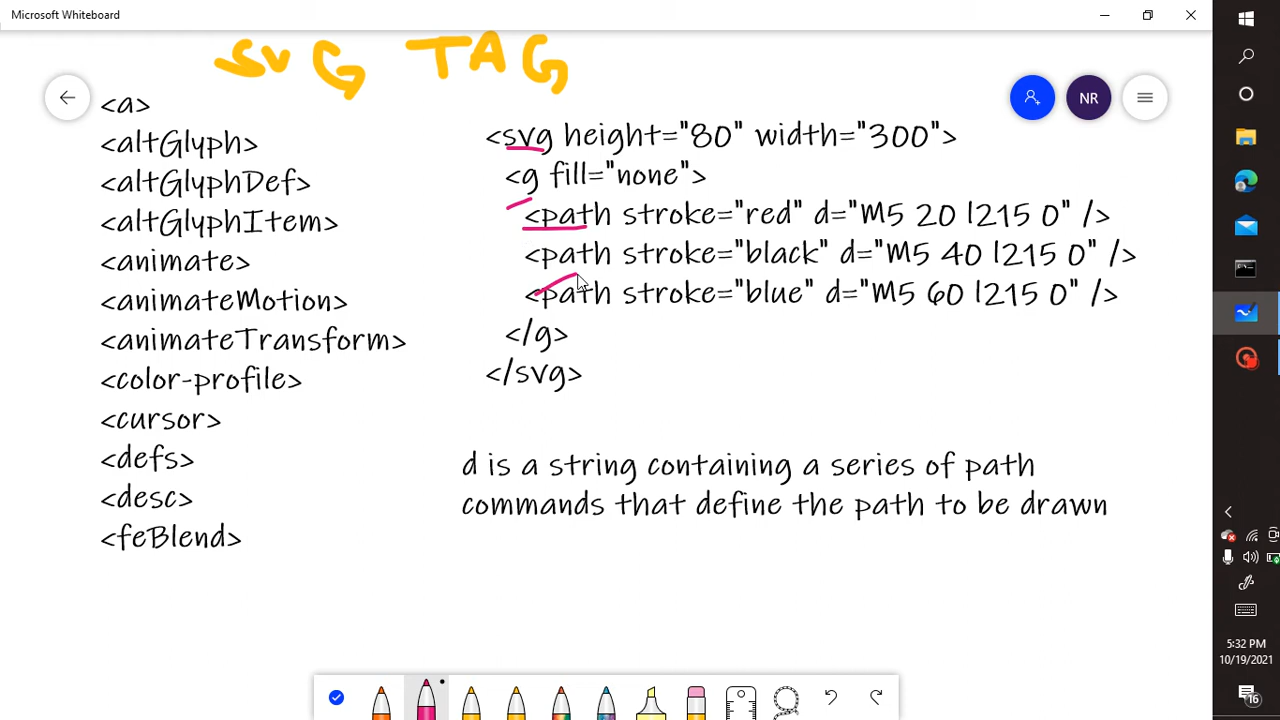 Microsoft Whiteboard
SVG TAG
<a>
<altGlyph>
<altGlyphDef>
<altGlyphItem>
<animate>
<animateMotion>
<animateTransform>
<color-profile>
<cursor>
<defs>
<desc>
<feBlend>
<svg height="80" width="300">
<g fill="none">
<path stroke="red" d="M5 20 l215 0" />
<path stroke="black" d="M5 40 l215 0" />
<path stroke="blue" d="M5 60 l215 0" />
</g>
</svg>
d is a string containing a series of path
commands that define the path to be drawn
NR
5:32 PM
10/19/2021
16